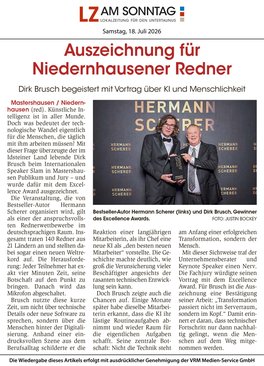 LZ AM SONNTAG
LOKALZEITUNG FÜR DEN UNTERTAUNUS
Samstag, 18. Juli 2026
Auszeichnung für
Niedernhausener Redner
Dirk Brusch begeistert mit Vortrag über KI und Menschlichkeit
Mastershausen / Niedern-
hausen (red). Künstliche In-
telligenz ist in aller Munde.
Doch was bedeutet der tech-
nologische Wandel eigentlich
für die Menschen, die täglich
mit ihm arbeiten müssen? Mit
dieser Frage überzeugte der im
Idsteiner Land lebende Dirk
Brusch beim Internationalen
Speaker Slam in Mastershau-
sen Publikum und Jury – und
wurde dafür mit dem Excel-
lence Award ausgezeichnet.
Die Veranstaltung, die von
Bestseller-Autor Hermann
Scherer organisiert wird, gilt
als einer der anspruchsvolls-
ten Rednerwettbewerbe im
deutschsprachigen Raum. Ins-
gesamt traten 140 Redner aus
21 Ländern an und stellten da-
bei sogar einen neuen Weltre-
kord auf. Die Herausforde-
rung: Jeder Teilnehmer hat ex-
akt vier Minuten Zeit, seine
Botschaft auf den Punkt zu
bringen. Danach wird das
Mikrofon abgeschaltet.
Brusch nutzte diese kurze
Zeit, um nicht über technische
Details oder neue Software zu
sprechen, sondern über die
Menschen hinter der Digitali-
sierung. Anhand einer ein-
drucksvollen Szene aus dem
Berufsalltag schilderte er die
HERMANN
SCHERER
Bestseller-Autor Hermann Scherer (links) und Dirk Brusch, Gewinner
des Excellence Awards.
FOTO: JUSTIN BOCKEY
Reaktion einer langjährigen
Mitarbeiterin, als ihr Chef eine
neue KI als „den besten neuen
Mitarbeiter“ vorstellte. Die Ge-
schichte machte deutlich, wie
groß die Verunsicherung vieler
Beschäftigter angesichts der
rasanten technischen Entwick-
lung sein kann.
Doch Brusch zeigte auch die
Chancen auf. Einige Monate
später habe dieselbe Mitarbei-
terin erkannt, dass die KI ihr
lästige Routineaufgaben ab-
nimmt und wieder Raum für
die eigentlichen Aufgaben
schafft. Seine zentrale Bot-
schaft: Nicht die Technik steht
am Anfang einer erfolgreichen
Transformation, sondern der
Mensch.
Mit dieser Sichtweise traf der
Unternehmensberater und
Keynote Speaker einen Nerv.
Die Fachjury würdigte seinen
Vortrag mit dem Excellence
Award. Für Brusch ist die Aus-
zeichnung eine Bestätigung
seiner Arbeit: „Transformation
passiert nicht im Serverraum,
sondern im Kopf.“ Damit erin-
nert er daran, dass technischer
Fortschritt nur dann nachhal-
tig gelingt, wenn die Men-
schen auf dem Weg mitge-
nommen werden.
Die Wiedergabe dieses Artikels erfolgt mit ausdrücklicher Genehmigung der VRM Medien-Service GmbH